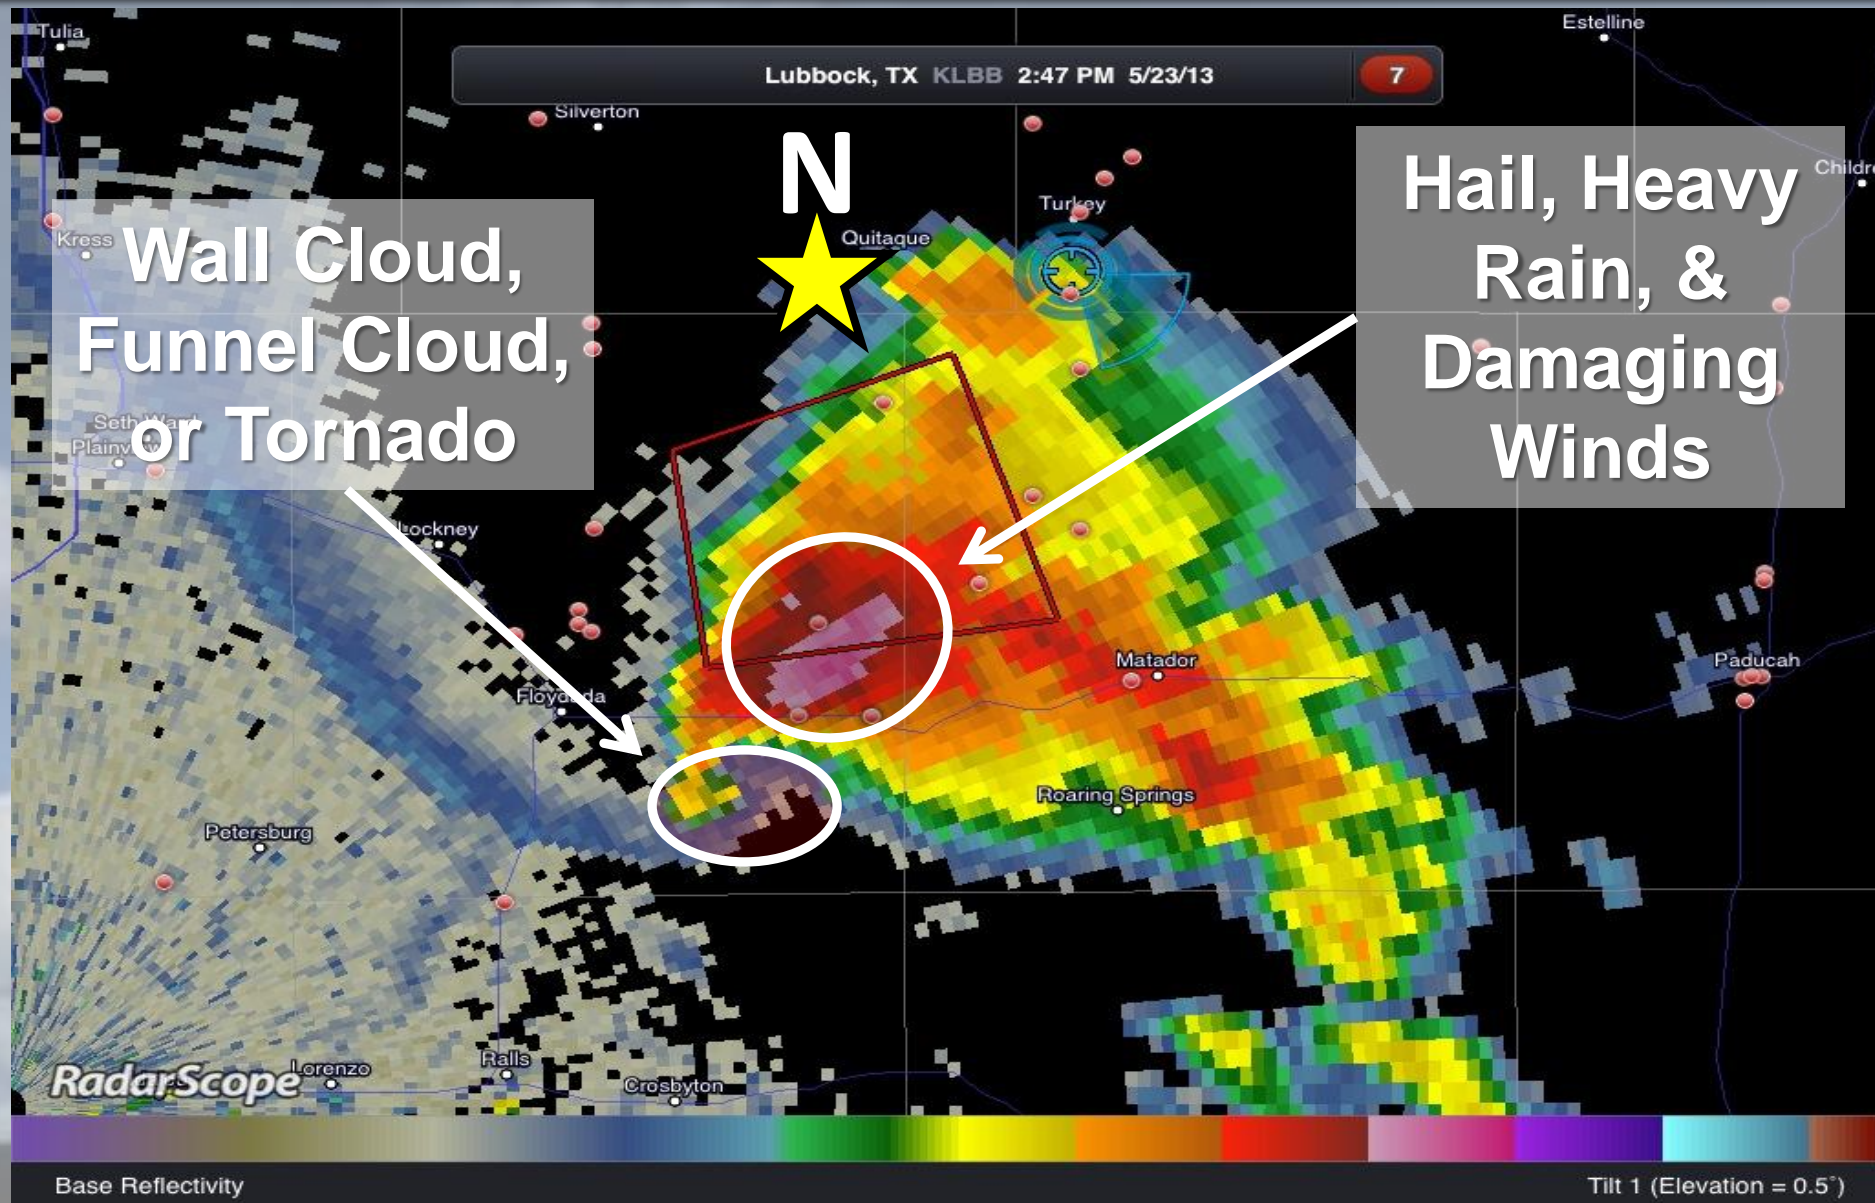 Tulia
Estelline
Lubbock, TX KLBB 2:47 PM 5/23/13 7
Silverton
N
Hail, Heavy
Rain, &
Damaging
Winds
Turkey
Quitaque
Kress
Wall Cloud,
Funnel Cloud,
or Tornado
Lockney
Floydada
Matador
Paducah
Roaring Springs
Petersburg
RadarScope
Lorenzo
Ralls
Crosbyton
Base Reflectivity
Tilt 1 (Elevation = 0.5°)